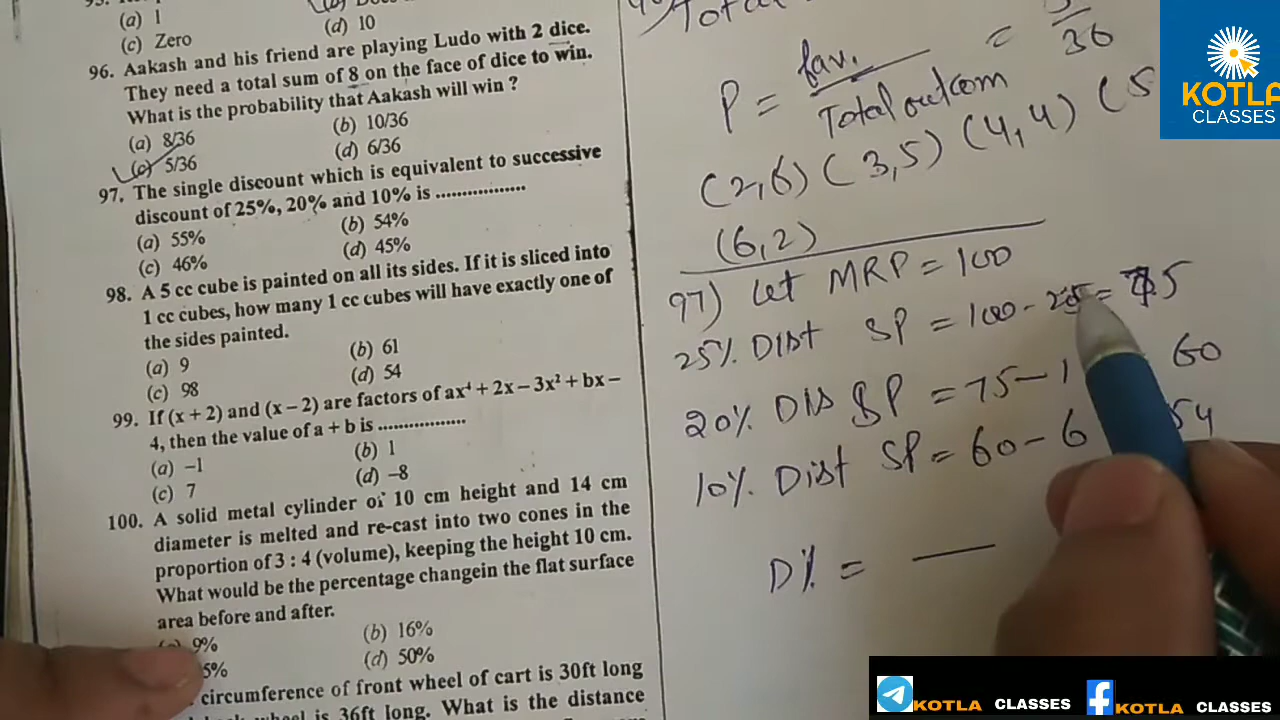 (a) 1
(c) Zero
(d) 10
96. Aakash and his friend are playing Ludo with 2 dice.
They need a total sum of 8 on the face of dice to win.
What is the probability that Aakash will win ?
(a) 8/36
(b) 10/36
(c) 5/36
(d) 6/36
97. The single discount which is equivalent to successive
discount of 25%, 20% and 10% is ..................
(a) 55%
(b) 54%
(c) 46%
(d) 45%
98. A 5 cc cube is painted on all its sides. If it is sliced into
1 cc cubes, how many 1 cc cubes will have exactly one of
the sides painted.
(a) 9
(b) 61
(c) 98
(d) 54
99. If (x + 2) and (x – 2) are factors of ax⁴ + 2x – 3x² + bx –
4, then the value of a + b is ..................
(a) –1
(b) 1
(c) 7
(d) –8
100. A solid metal cylinder of 10 cm height and 14 cm
diameter is melted and re-cast into two cones in the
proportion of 3 : 4 (volume), keeping the height 10 cm.
What would be the percentage changein the flat surface
area before and after.
9%
(b) 16%
5%
(d) 50%
circumference of front wheel of cart is 30ft long
wheel is 36ft long. What is the distance
Total
P = fav. / Total outcom = /36
(2,6) (3,5) (4,4) (5
(6,2)
97) Let MRP = 100
25% Dist SP = 100 - 25 = 75
20% Dis SP = 75 - 1 60
10% Dist SP = 60 - 6 54
D% =
KOTLA
CLASSES
KOTLA CLASSES
KOTLA CLASSES